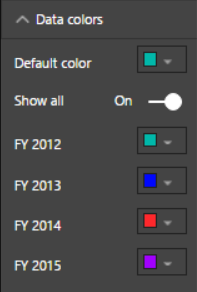 Data colors
Default color
Show all On
FY 2012
FY 2013
FY 2014
FY 2015